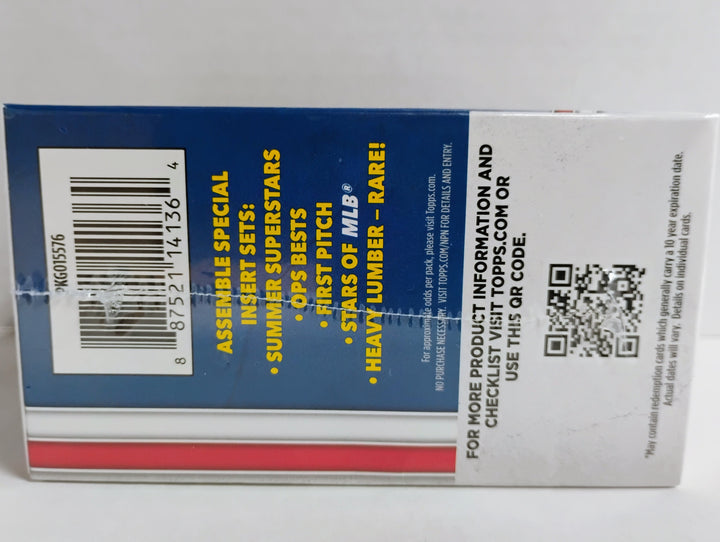 PKG015576
8 87521 14136 4
ASSEMBLE SPECIAL
INSERT SETS:
• SUMMER SUPERSTARS
• OPS BESTS
• FIRST PITCH
• STARS OF MLB®
• HEAVY LUMBER – RARE!
For approximate odds per pack, please visit Topps.com.
NO PURCHASE NECESSARY. VISIT TOPPS.COM/NPN FOR DETAILS AND ENTRY.
FOR MORE PRODUCT INFORMATION AND
CHECKLIST VISIT TOPPS.COM OR
USE THIS QR CODE.
*May contain redemption cards which generally carry a 10 year expiration date.
Actual dates will vary. Details on individual cards.